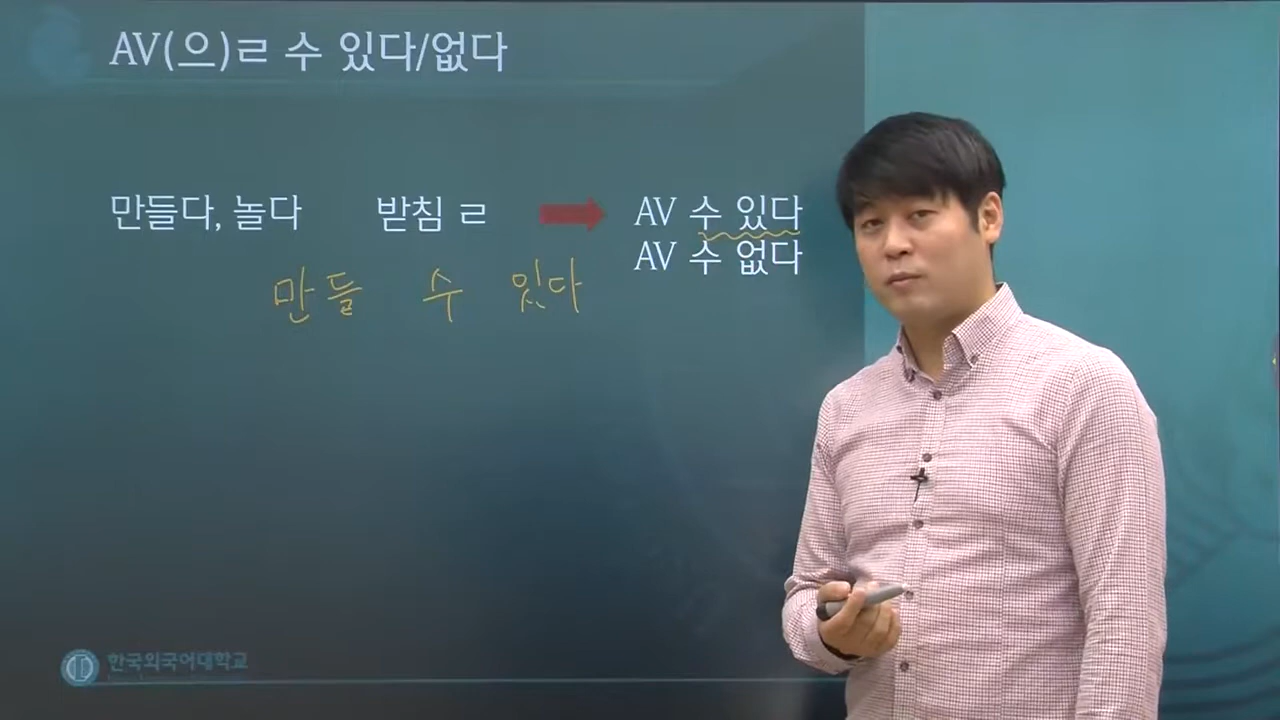 AV(으)ㄹ 수 있다/없다
만들다, 놀다 받침 ㄹ AV 수 있다
AV 수 없다
만들 수 있다
한국외국어대학교